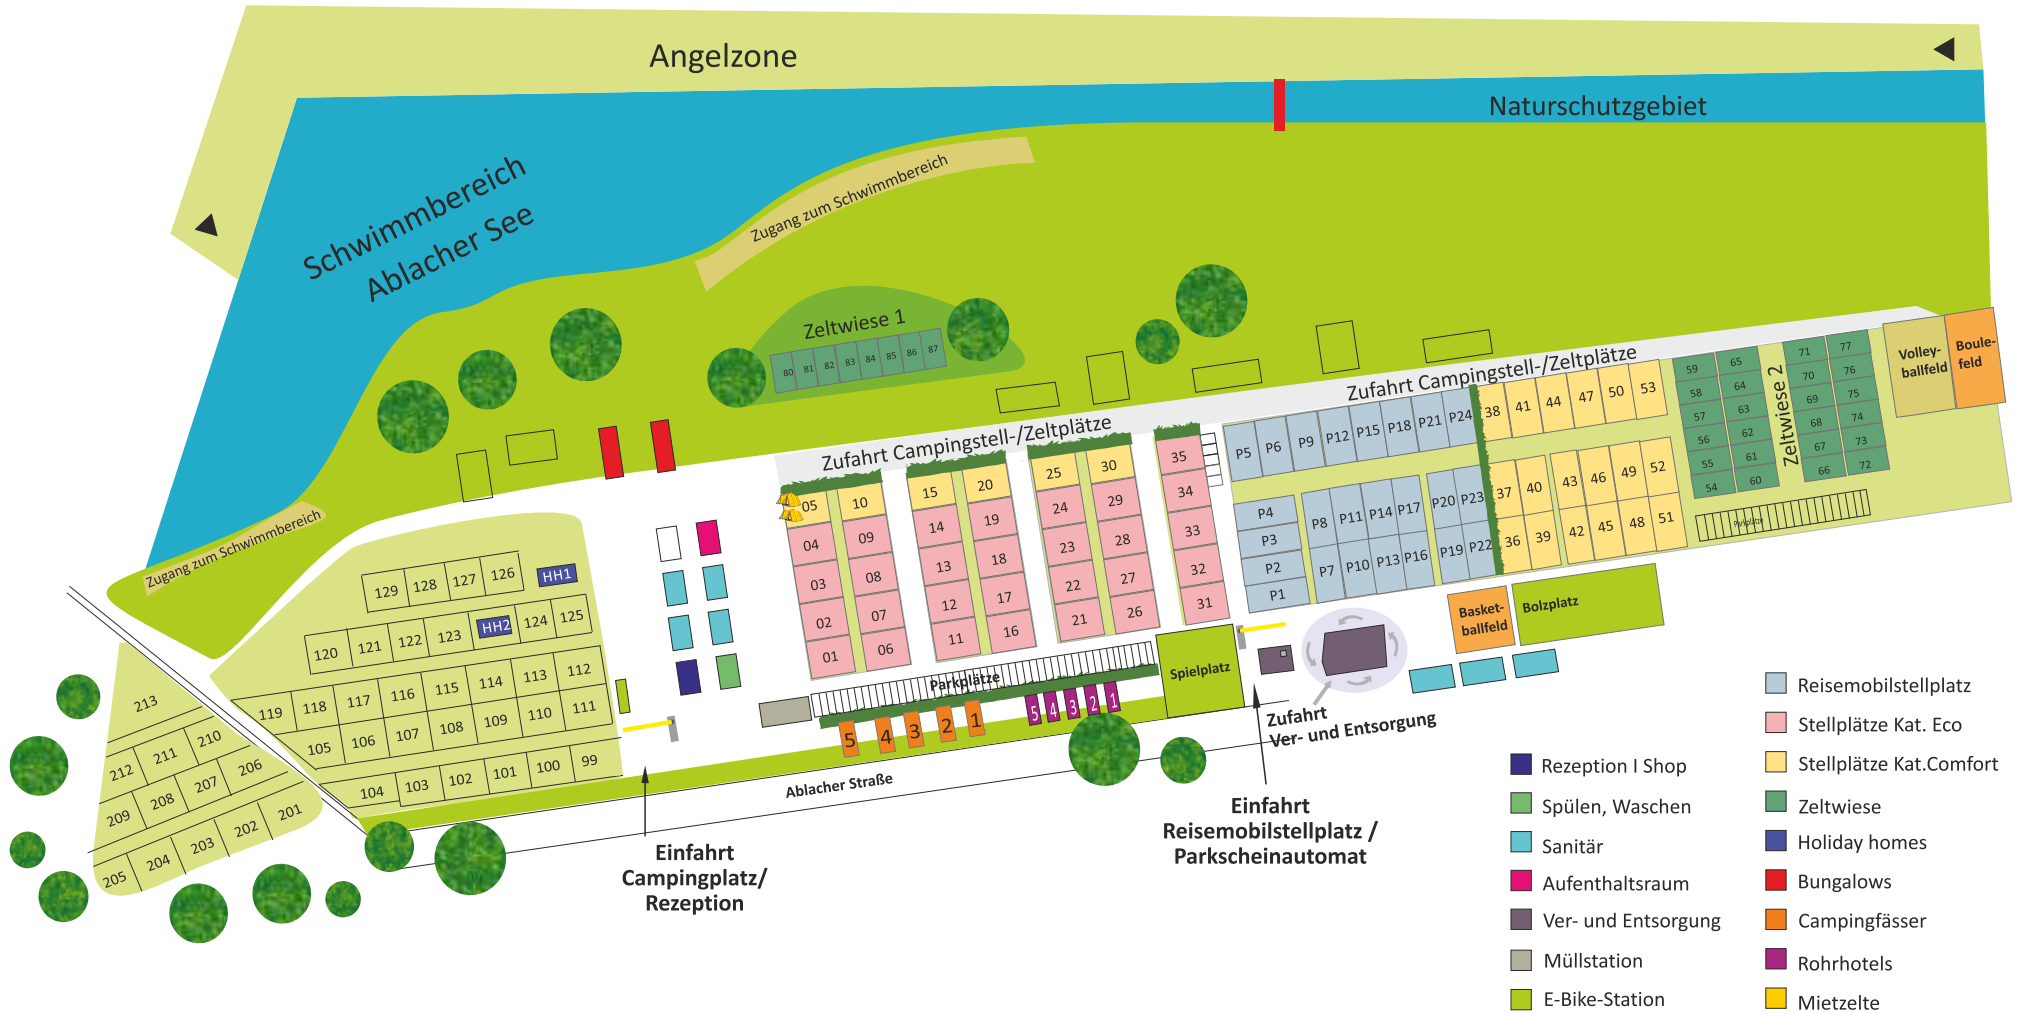 Angelzone
Naturschutzgebiet
Schwimmbereich
Ablacher See
Zugang zum Schwimmbereich
Zugang zum Schwimmbereich
Zeltwiese 1
80 81 82 83 84 85 86 87
Zufahrt Campingstell-/Zeltplätze
Zufahrt Campingstell-/Zeltplätze
05 10 15 20 25 30 35
04 09 14 19 24 29 34
03 08 13 18 23 28 33
02 07 12 17 22 27 32
01 06 11 16 21 26 31
P5 P6 P9 P12 P15 P18 P21 P24
P4 P8 P11 P14 P17 P20 P23
P3
P2 P7 P10 P13 P16 P19 P22
P1
38 41 44 47 50 53
37 40 43 46 49 52
36 39 42 45 48 51
59 65
58 64
57 63
56 62
55 61
54 60
Zeltwiese 2
71 77
70 76
69 75
68 74
67 73
66 72
Parkplätze
Volley-
ballfeld
Boule-
feld
129 128 127 126 HH1
120 121 122 123 HH2 124 125
119 118 117 116 115 114 113 112
105 106 107 108 109 110 111
104 103 102 101 100 99
213
212 211 210
209 208 207 206
205 204 203 202 201
Parkplätze
5 4 3 2 1
5 4 3 2 1
Spielplatz
Basket-
ballfeld
Bolzplatz
Zufahrt
Ver- und Entsorgung
Ablacher Straße
Einfahrt
Campingplatz/
Rezeption
Einfahrt
Reisemobilstellplatz /
Parkscheinautomat
Rezeption I Shop
Spülen, Waschen
Sanitär
Aufenthaltsraum
Ver- und Entsorgung
Müllstation
E-Bike-Station
Reisemobilstellplatz
Stellplätze Kat. Eco
Stellplätze Kat.Comfort
Zeltwiese
Holiday homes
Bungalows
Campingfässer
Rohrhotels
Mietzelte